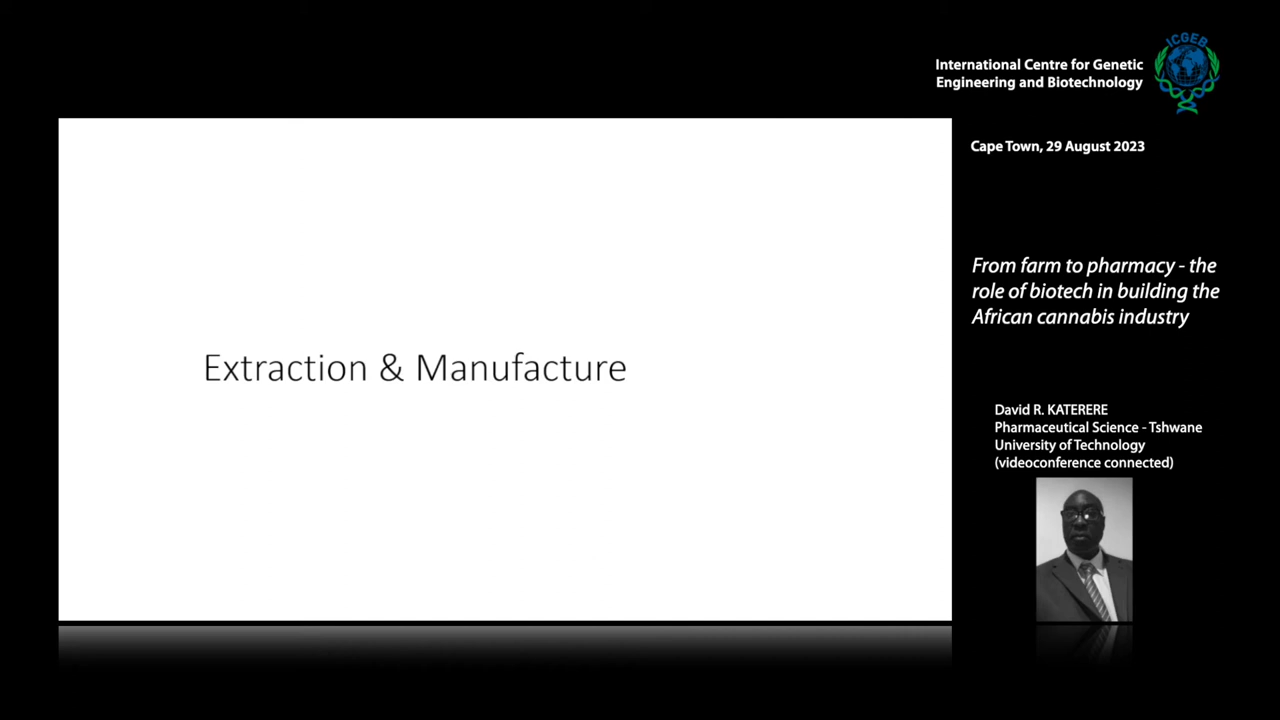 ICGEB
International Centre for Genetic
Engineering and Biotechnology
Cape Town, 29 August 2023
Extraction & Manufacture
From farm to pharmacy - the
role of biotech in building the
African cannabis industry
David R. KATERERE
Pharmaceutical Science - Tshwane
University of Technology
(videoconference connected)